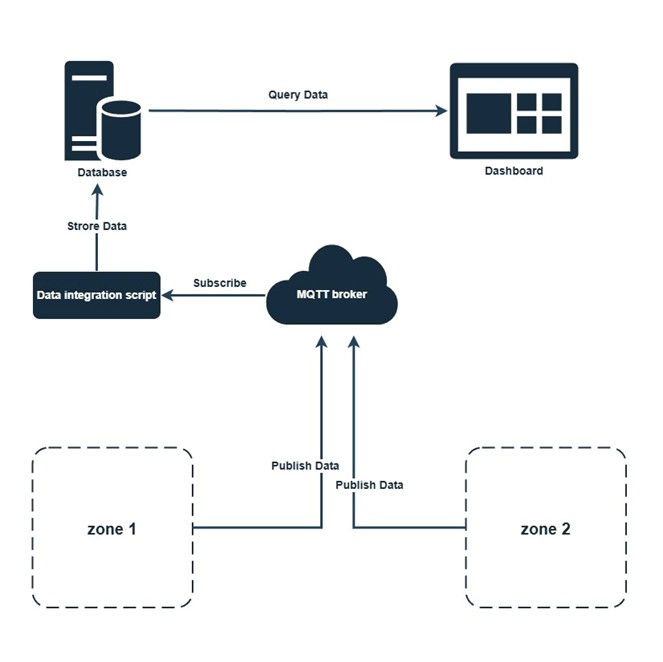 Query Data
Database
Dashboard
Strore Data
Data integration script
Subscribe
MQTT broker
Publish Data
Publish Data
zone 1
zone 2